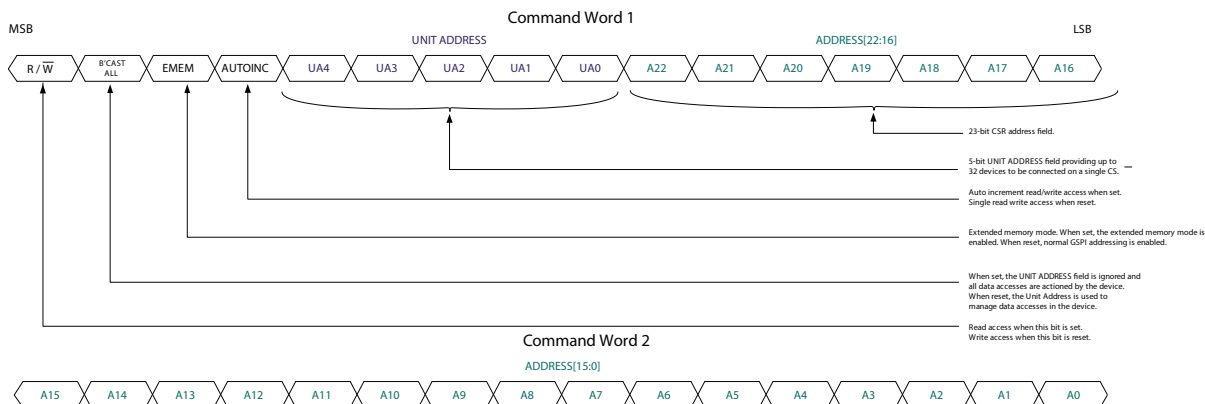 Command Word 1
MSB
LSB
UNIT ADDRESS
ADDRESS[22:16]
R / W B'CAST ALL EMEM AUTOINC UA4 UA3 UA2 UA1 UA0 A22 A21 A20 A19 A18 A17 A16
23-bit CSR address field.
5-bit UNIT ADDRESS field providing up to
32 devices to be connected on a single CS.
Auto increment read/write access when set.
Single read write access when reset.
Extended memory mode. When set, the extended memory mode is
enabled. When reset, normal GSPI addressing is enabled.
When set, the UNIT ADDRESS field is ignored and
all data accesses are actioned by the device.
When reset, the Unit Address is used to
manage data accesses in the device.
Read access when this bit is set.
Write access when this bit is reset.
Command Word 2
ADDRESS[15:0]
A15 A14 A13 A12 A11 A10 A9 A8 A7 A6 A5 A4 A3 A2 A1 A0